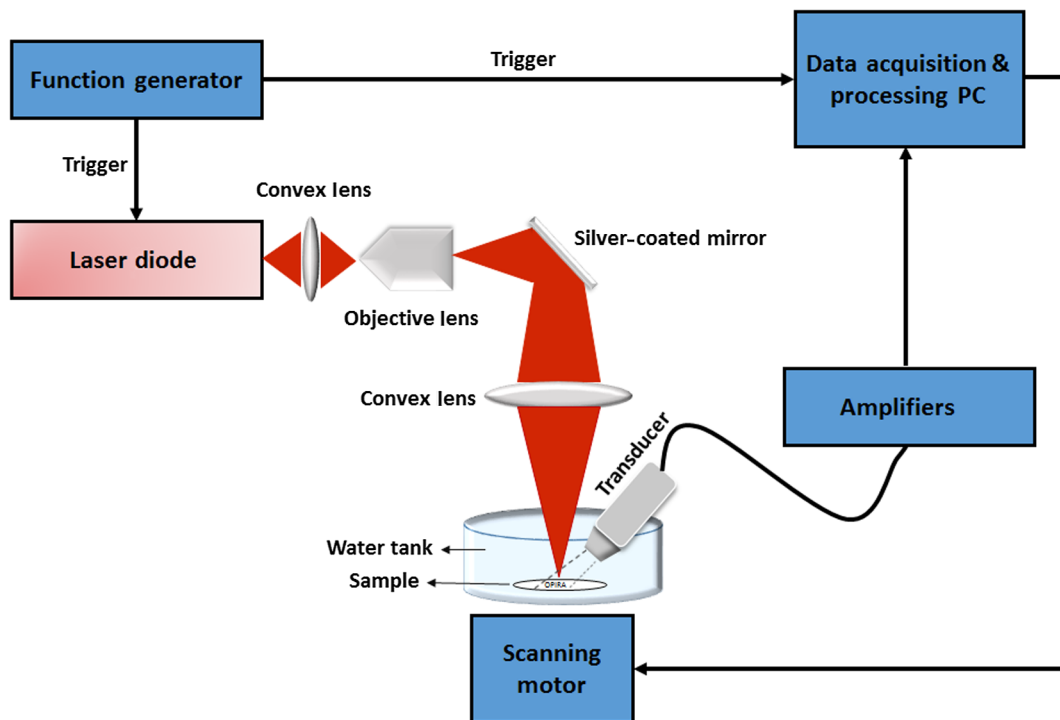 Function generator
Trigger
Data acquisition &
processing PC
Trigger
Convex lens
Laser diode
Silver-coated mirror
Objective lens
Convex lens
Amplifiers
Transducer
Water tank
Sample
OPIRA
Scanning
motor